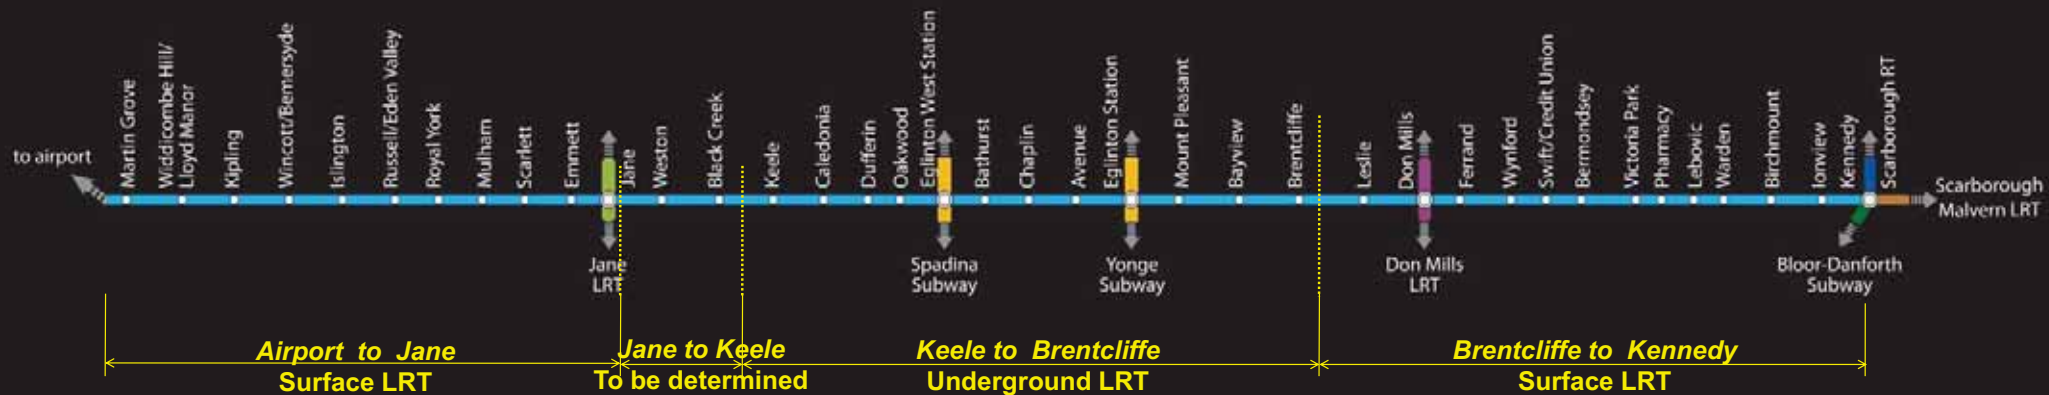 to airport
Martin Grove
Widdicombe Hill/
Lloyd Manor
Kipling
Wincott/Bemersyde
Islington
Russell/Eden Valley
Royal York
Mulham
Scarlett
Emmett
Jane
Weston
Black Creek
Keele
Caledonia
Dufferin
Oakwood
Eglinton West Station
Bathurst
Chaplin
Avenue
Eglinton Station
Mount Pleasant
Bayview
Brentcliffe
Leslie
Don Mills
Ferrand
Wynford
Swift/Credit Union
Bermondsey
Victoria Park
Pharmacy
Lebovic
Warden
Birchmount
Ionview
Kennedy
Scarborough RT
Scarborough
Malvern LRT
Jane
LRT
Spadina
Subway
Yonge
Subway
Don Mills
LRT
Bloor-Danforth
Subway
Airport to Jane
Surface LRT
Jane to Keele
To be determined
Keele to Brentcliffe
Underground LRT
Brentcliffe to Kennedy
Surface LRT